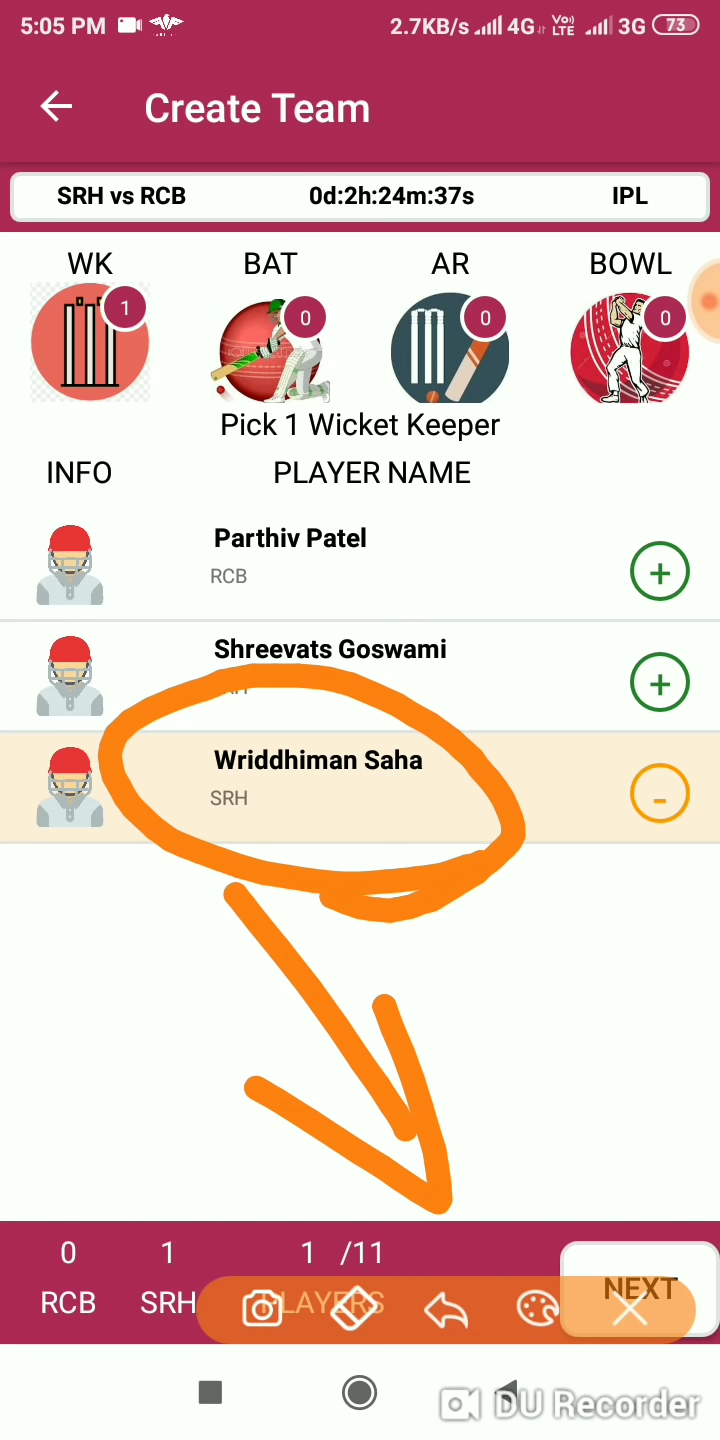 5:05 PM 2.7KB/s 4G VoLTE 3G 73
Create Team
SRH vs RCB 0d:2h:24m:37s IPL
WK BAT AR BOWL
1 0 0 0
Pick 1 Wicket Keeper
INFO PLAYER NAME
Parthiv Patel
RCB
+
Shreevats Goswami
+
Wriddhiman Saha
SRH
-
0 1 1 /11
RCB SRH PLAYERS NEXT
DU Recorder